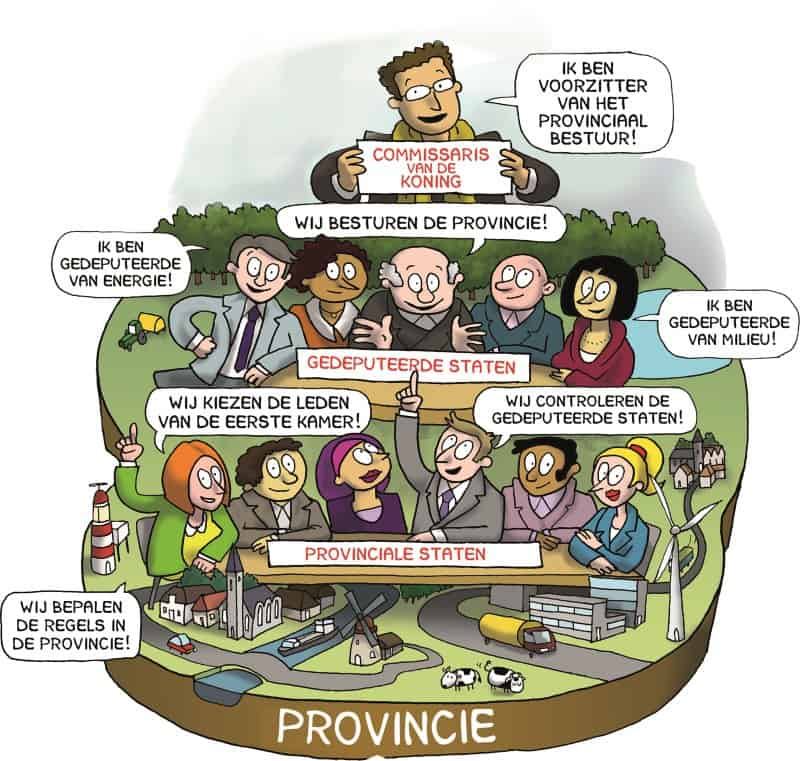 IK BEN
VOORZITTER
VAN HET
PROVINCIAAL
BESTUUR!
COMMISSARIS
VAN DE
KONING
WIJ BESTUREN DE PROVINCIE!
IK BEN
GEDEPUTEERDE
VAN ENERGIE!
IK BEN
GEDEPUTEERDE
VAN MILIEU!
GEDEPUTEERDE STATEN
WIJ KIEZEN DE LEDEN
VAN DE EERSTE KAMER!
WIJ CONTROLEREN DE
GEDEPUTEERDE STATEN!
PROVINCIALE STATEN
WIJ BEPALEN
DE REGELS IN
DE PROVINCIE!
PROVINCIE